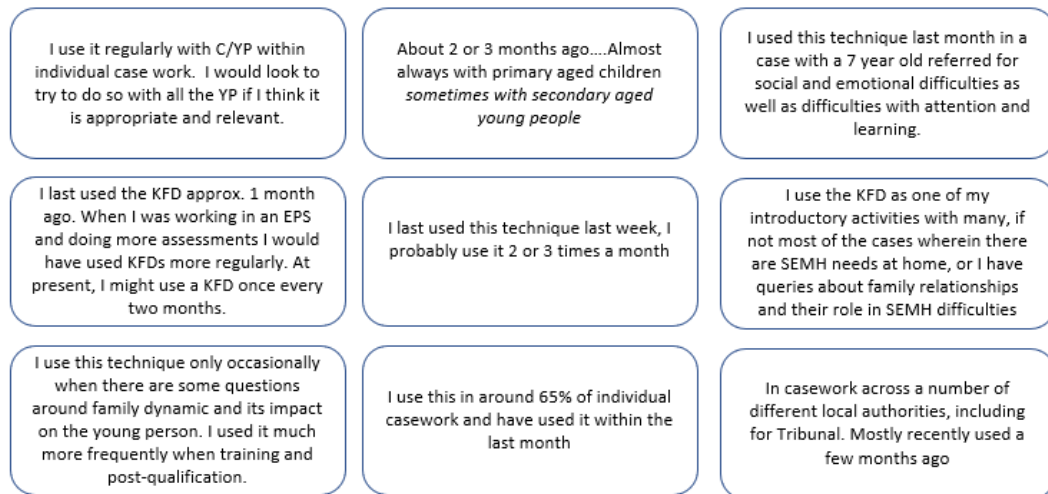 I use it regularly with C/YP within
individual case work.  I would look to
try to do so with all the YP if I think it
is appropriate and relevant.
About 2 or 3 months ago....Almost
always with primary aged children
sometimes with secondary aged
young people
I used this technique last month in a
case with a 7 year old referred for
social and emotional difficulties as
well as difficulties with attention and
learning.
I last used the KFD approx. 1 month
ago. When I was working in an EPS
and doing more assessments I would
have used KFDs more regularly. At
present, I might use a KFD once every
two months.
I last used this technique last week, I
probably use it 2 or 3 times a month
I use the KFD as one of my
introductory activities with many, if
not most of the cases wherein there
are SEMH needs at home, or I have
queries about family relationships
and their role in SEMH difficulties
I use this technique only occasionally
when there are some questions
around family dynamic and its impact
on the young person. I used it much
more frequently when training and
post-qualification.
I use this in around 65% of individual
casework and have used it within the
last month
In casework across a number of
different local authorities, including
for Tribunal. Mostly recently used a
few months ago